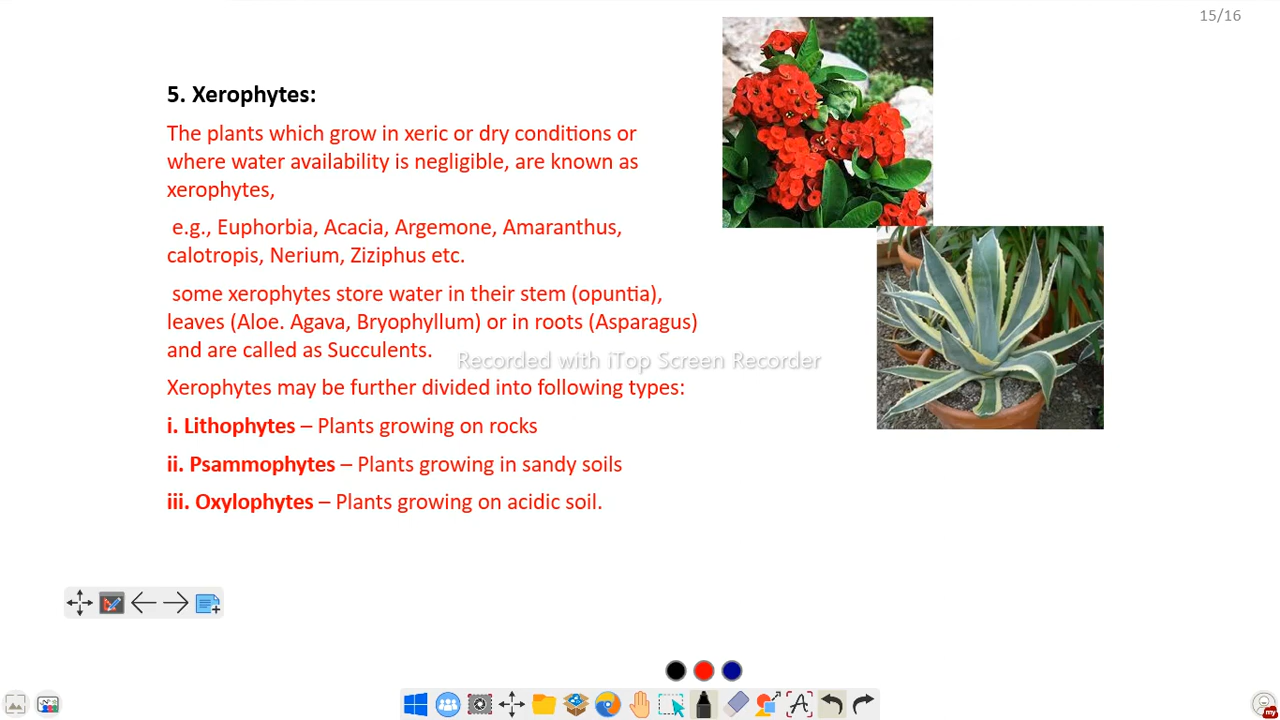 15/16
5. Xerophytes:
The plants which grow in xeric or dry conditions or
where water availability is negligible, are known as
xerophytes,
e.g., Euphorbia, Acacia, Argemone, Amaranthus,
calotropis, Nerium, Ziziphus etc.
some xerophytes store water in their stem (opuntia),
leaves (Aloe. Agava, Bryophyllum) or in roots (Asparagus)
and are called as Succulents.
Recorded with iTop Screen Recorder
Xerophytes may be further divided into following types:
i. Lithophytes – Plants growing on rocks
ii. Psammophytes – Plants growing in sandy soils
iii. Oxylophytes – Plants growing on acidic soil.
my